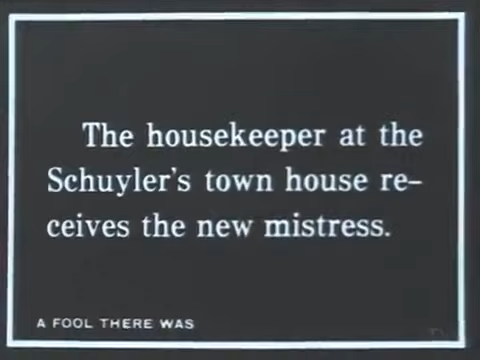 The housekeeper at the
Schuyler's town house re-
ceives the new mistress.
A FOOL THERE WAS